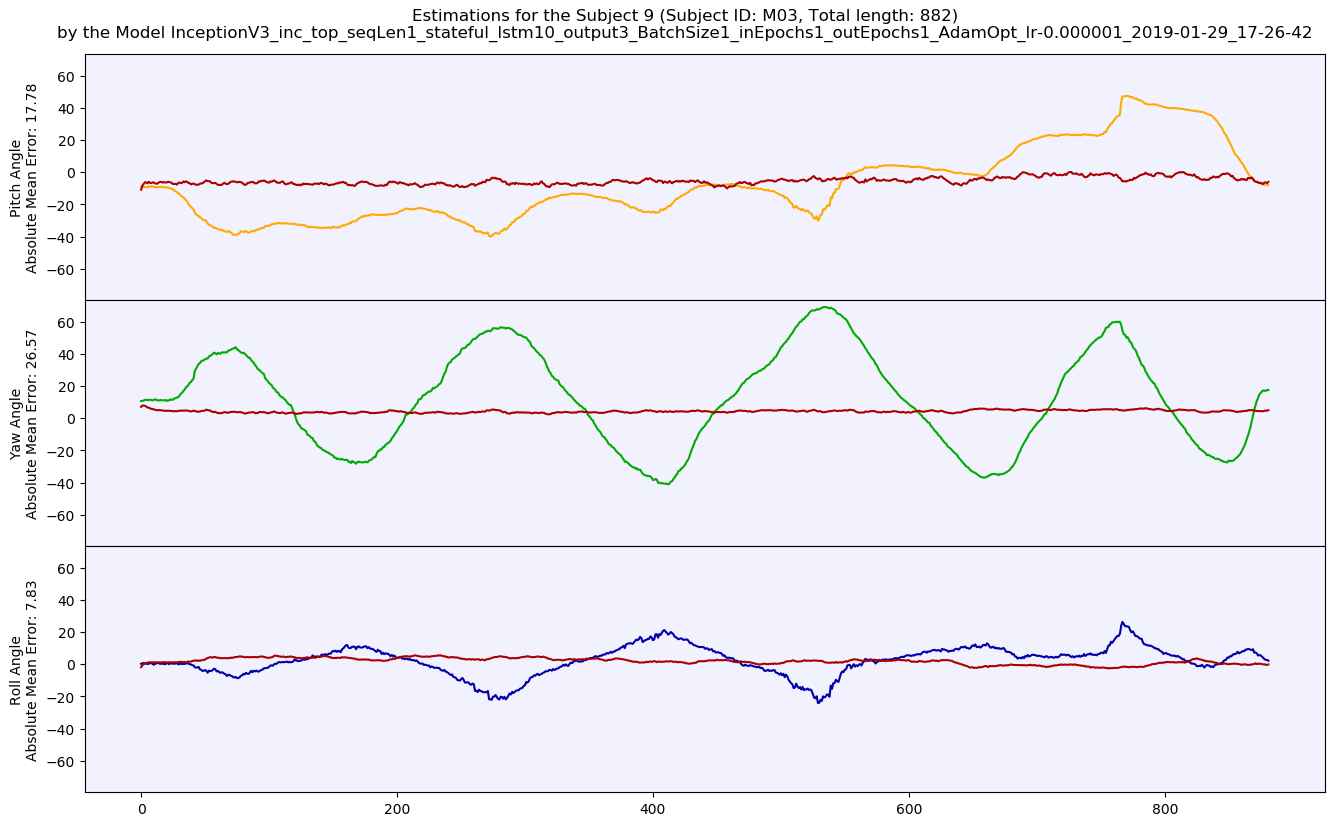 Estimations for the Subject 9 (Subject ID: M03, Total length: 882)
by the Model InceptionV3_inc_top_seqLen1_stateful_lstm10_output3_BatchSize1_inEpochs1_outEpochs1_AdamOpt_lr-0.000001_2019-01-29_17-26-42
Pitch Angle
Absolute Mean Error: 17.78
60
40
20
0
−20
−40
−60
Yaw Angle
Absolute Mean Error: 26.57
60
40
20
0
−20
−40
−60
Roll Angle
Absolute Mean Error: 7.83
60
40
20
0
−20
−40
−60
0 200 400 600 800